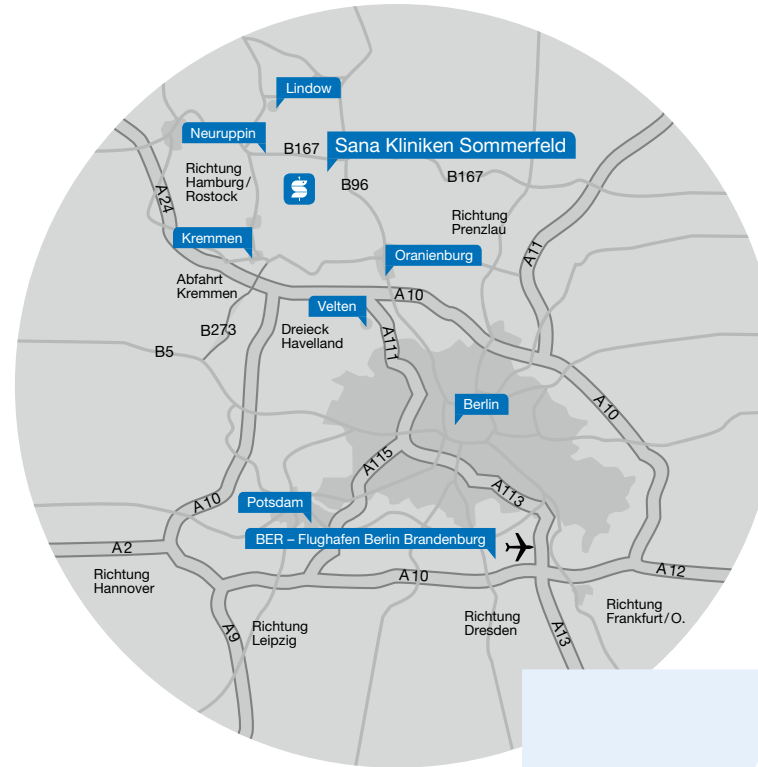 Lindow
Neuruppin
B167
Sana Kliniken Sommerfeld
Richtung
Hamburg/
Rostock
B96
B167
A24
Richtung
Prenzlau
Kremmen
Oranienburg
A11
Abfahrt
Kremmen
A10
Velten
B273
Dreieck
Havelland
A111
B5
Berlin
A10
A115
A113
A10
Potsdam
BER – Flughafen Berlin Brandenburg
A2
A10
A12
Richtung
Hannover
Richtung
Leipzig
Richtung
Dresden
Richtung
Frankfurt/O.
A9
A13